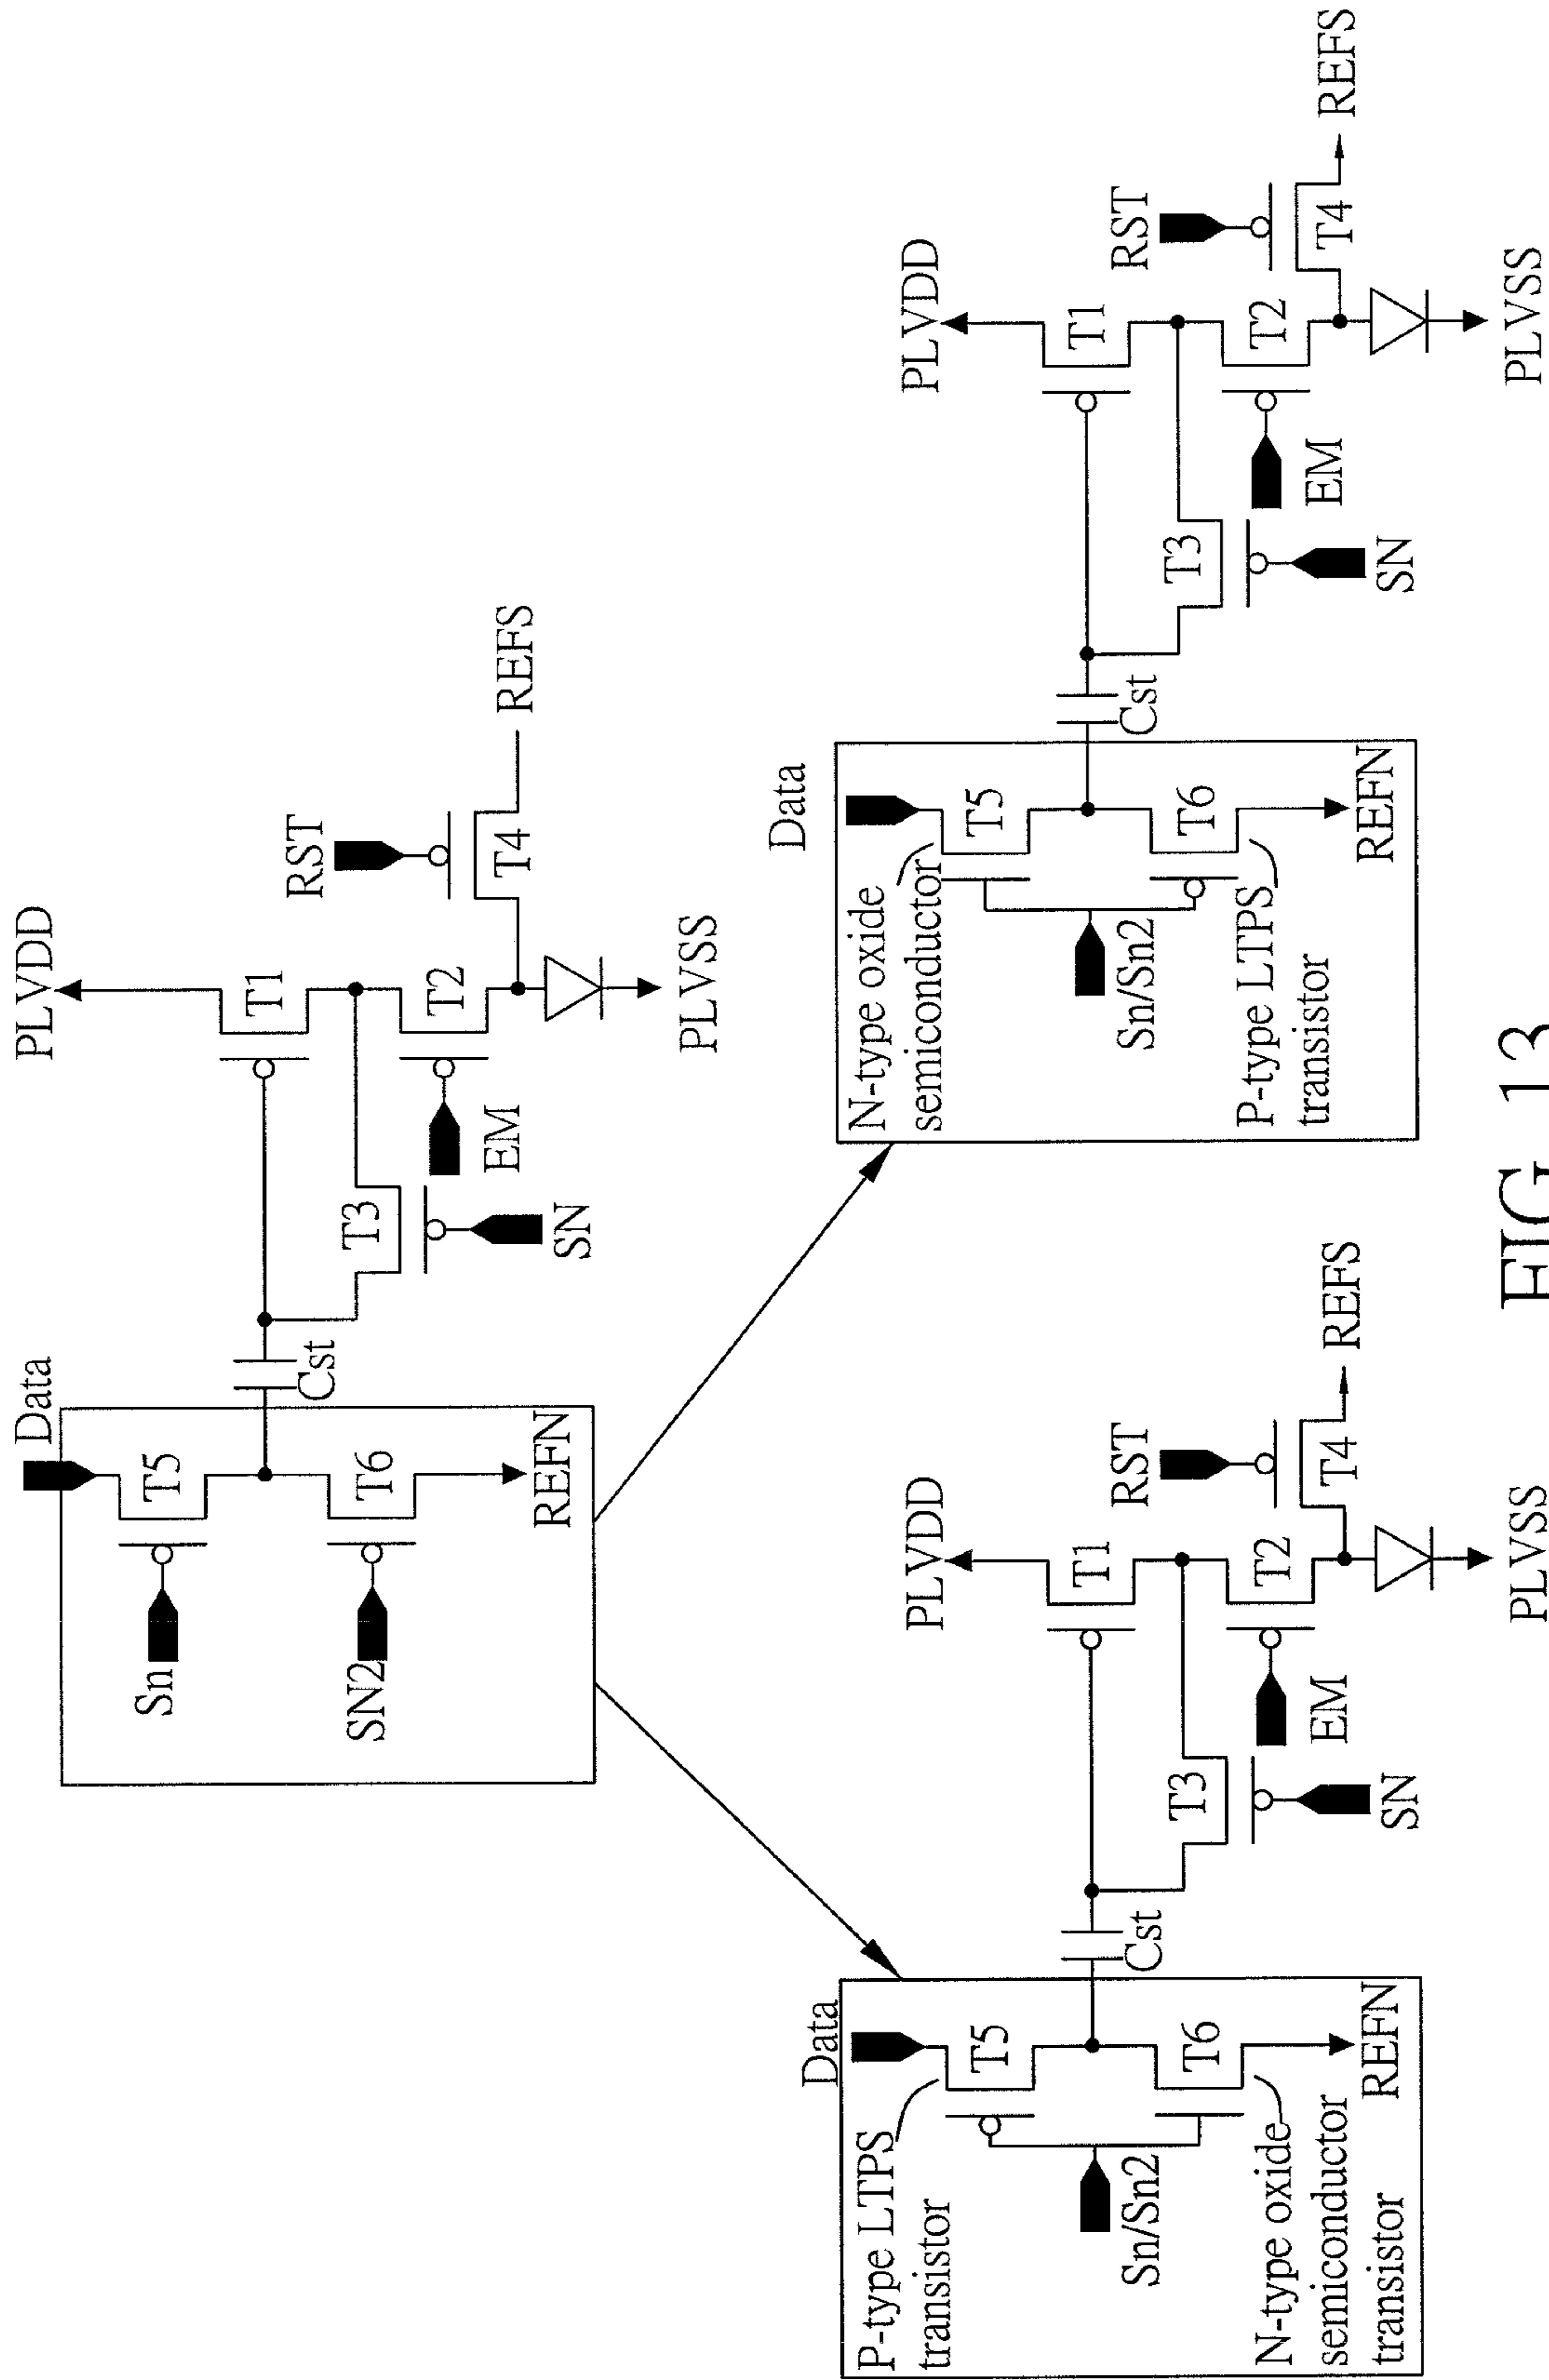 PLVDD
Data
RST
T5
T1
Sn
Cst
T3
T2
T4
REFS
T6
SN2
EM
SN
REFN
PLVSS
Data
P-type LTPS
transistor
T5
Sn/Sn2
T6
N-type oxide
semiconductor
transistor
REFN
Cst
PLVDD
T1
T3
SN
EM
T2
RST
T4
REFS
PLVSS
Data
N-type oxide
semiconductor
T5
Sn/Sn2
T6
P-type LTPS
transistor
REFN
Cst
PLVDD
T1
T3
SN
EM
T2
RST
T4
REFS
PLVSS
FIG. 13